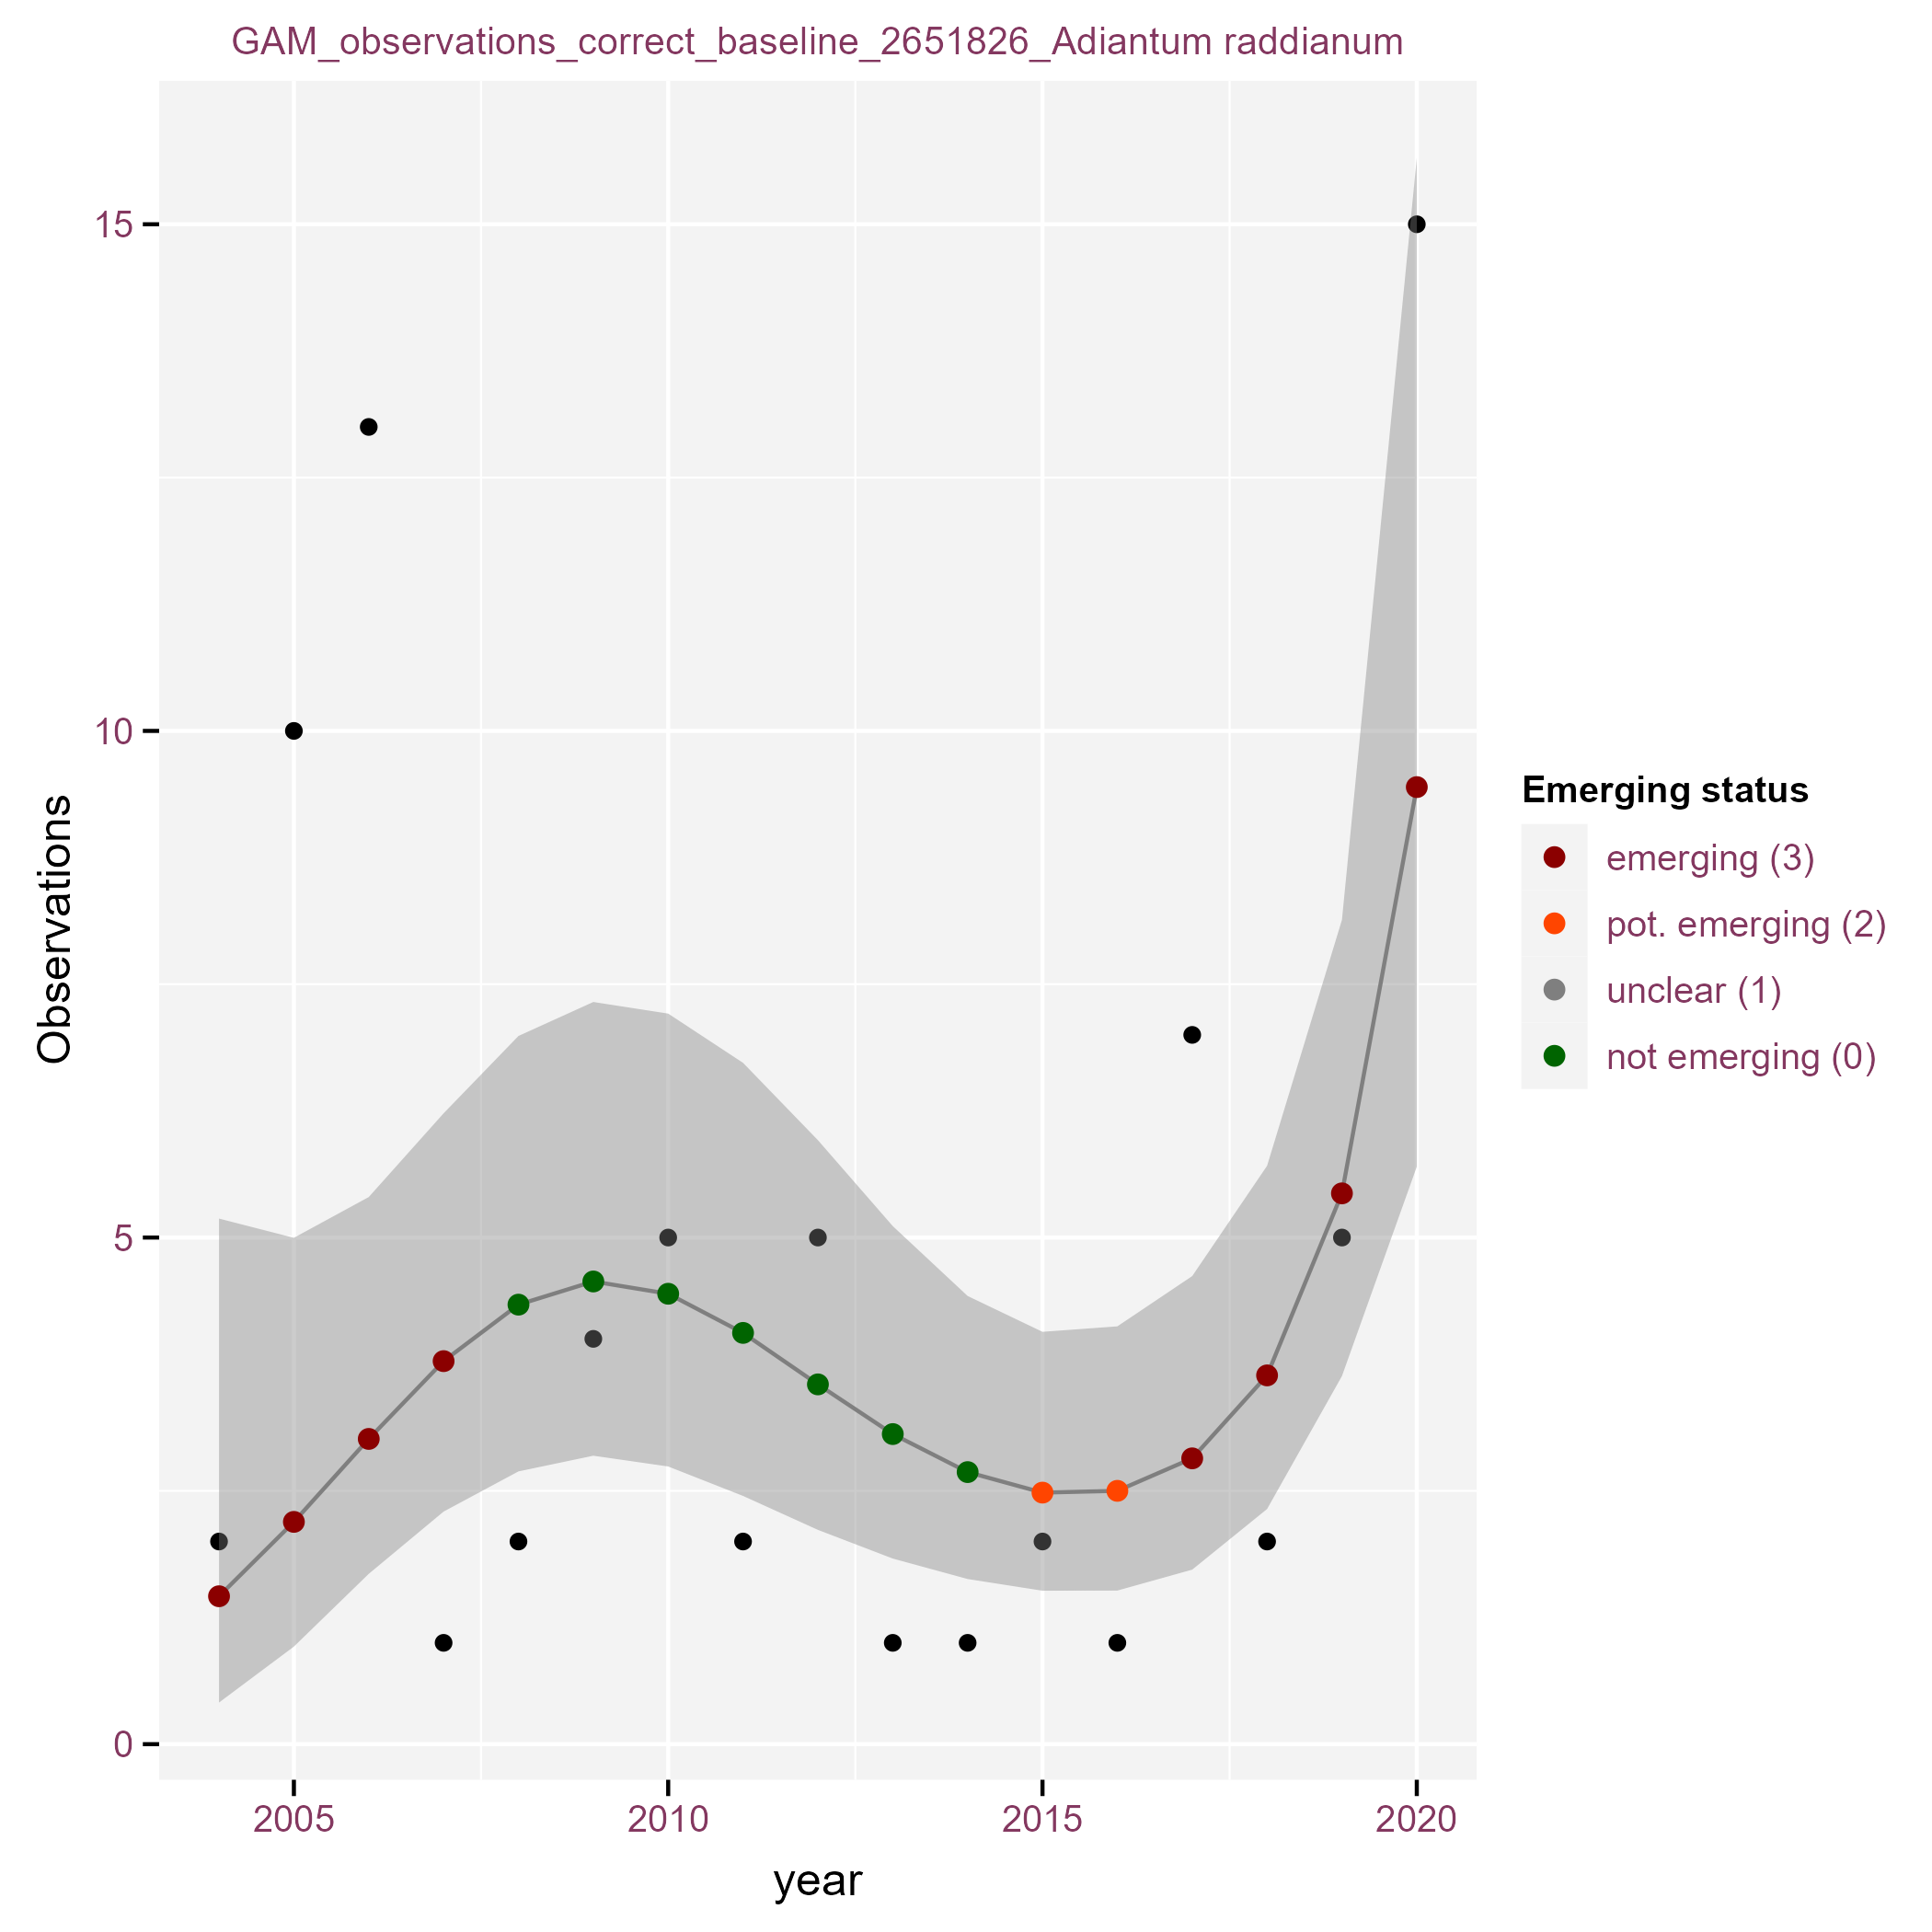 GAM_observations_correct_baseline_2651826_Adiantum raddianum
15
10
5
0
Observations
2005 2010 2015 2020
year
Emerging status
emerging (3)
pot. emerging (2)
unclear (1)
not emerging (0)